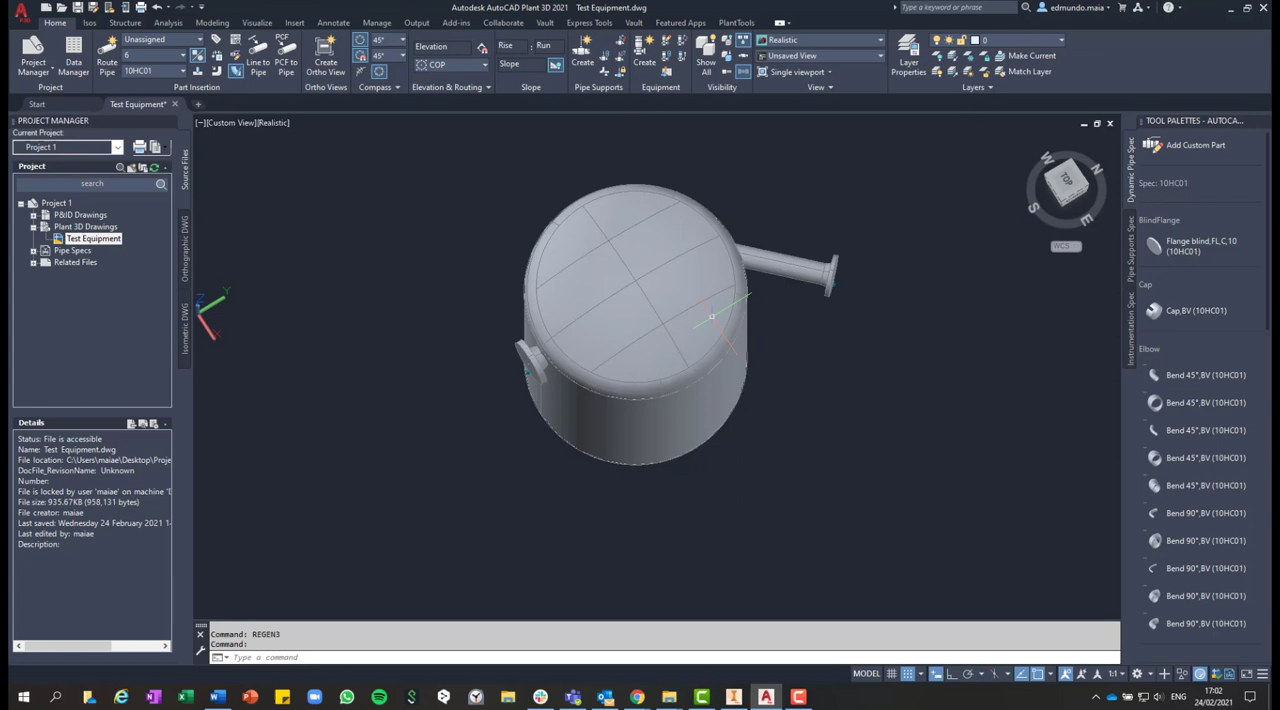 Autodesk AutoCAD Plant 3D 2021   Test Equipment.dwg
Type a keyword or phrase
edmundo.maia
Home Insert Annotate Structure Analysis Modeling Visualize Insert Annotate Manage Output Add-ins Collaborate Vault Express Tools Vault Featured Apps PlantTools
Project Manager
Data Manager
Project
Route Pipe
Unassigned
6
10HC01
Line to Pipe
PCF to Pipe
Part Insertion
Create Ortho View
Ortho Views
45°
45°
Compass
Elevation
COP
Elevation & Routing
Rise
Run
Slope
Slope
Create
Pipe Supports
Create
Equipment
Show All
Visibility
Realistic
Unsaved View
Single viewport
View
Layer Properties
0
Make Current
Match Layer
Layers
Start
Test Equipment*
PROJECT MANAGER
Current Project:
Project 1
Project
search
Project 1
P&ID Drawings
Plant 3D Drawings
Test Equipment
Pipe Specs
Related Files
Source Files
Orthographic DWG
Isometric DWG
Details
Status: File is accessible
Name: Test Equipment.dwg
File location: C:\Users\maiae\Desktop\Proje
DocFile_RevisonName: Unknown
Number:
File is locked by user 'maiae' on machine
File size: 935.67KB (958,131 bytes)
File creator: maiae
Last saved: Wednesday 24 February 2021 1
Last edited by: maiae
Description:
[−][Custom View][Realistic]
Z
Y
X
W
N
S
E
TOP
WCS
Command: REGEN3
Command:
Type a command
TOOL PALETTES - AUTOCA...
Dynamic Pipe Spec
Pipe Supports Spec
Instrumentation Spec
Add Custom Part
Spec: 10HC01
BlindFlange
Flange blind,FL,C,10
(10HC01)
Cap
Cap,BV (10HC01)
Elbow
Bend 45°,BV (10HC01)
Bend 45°,BV (10HC01)
Bend 45°,BV (10HC01)
Bend 45°,BV (10HC01)
Bend 45°,BV (10HC01)
Bend 90°,BV (10HC01)
Bend 90°,BV (10HC01)
Bend 90°,BV (10HC01)
Bend 90°,BV (10HC01)
Bend 90°,BV (10HC01)
MODEL
1:1
ENG
17:02
24/02/2021